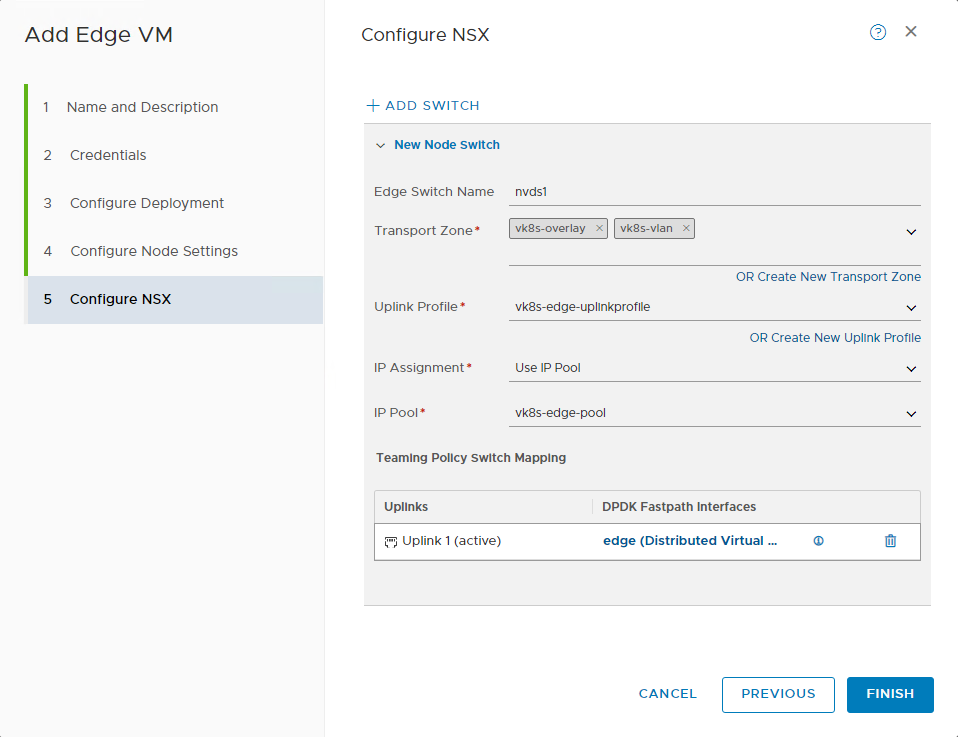 Add Edge VM
1 Name and Description
2 Credentials
3 Configure Deployment
4 Configure Node Settings
5 Configure NSX
Configure NSX
ADD SWITCH
New Node Switch
Edge Switch Name nvds1
Transport Zone* vk8s-overlay vk8s-vlan
OR Create New Transport Zone
Uplink Profile* vk8s-edge-uplinkprofile
OR Create New Uplink Profile
IP Assignment* Use IP Pool
IP Pool* vk8s-edge-pool
Teaming Policy Switch Mapping
Uplinks DPDK Fastpath Interfaces
Uplink 1 (active) edge (Distributed Virtual ...
CANCEL PREVIOUS FINISH